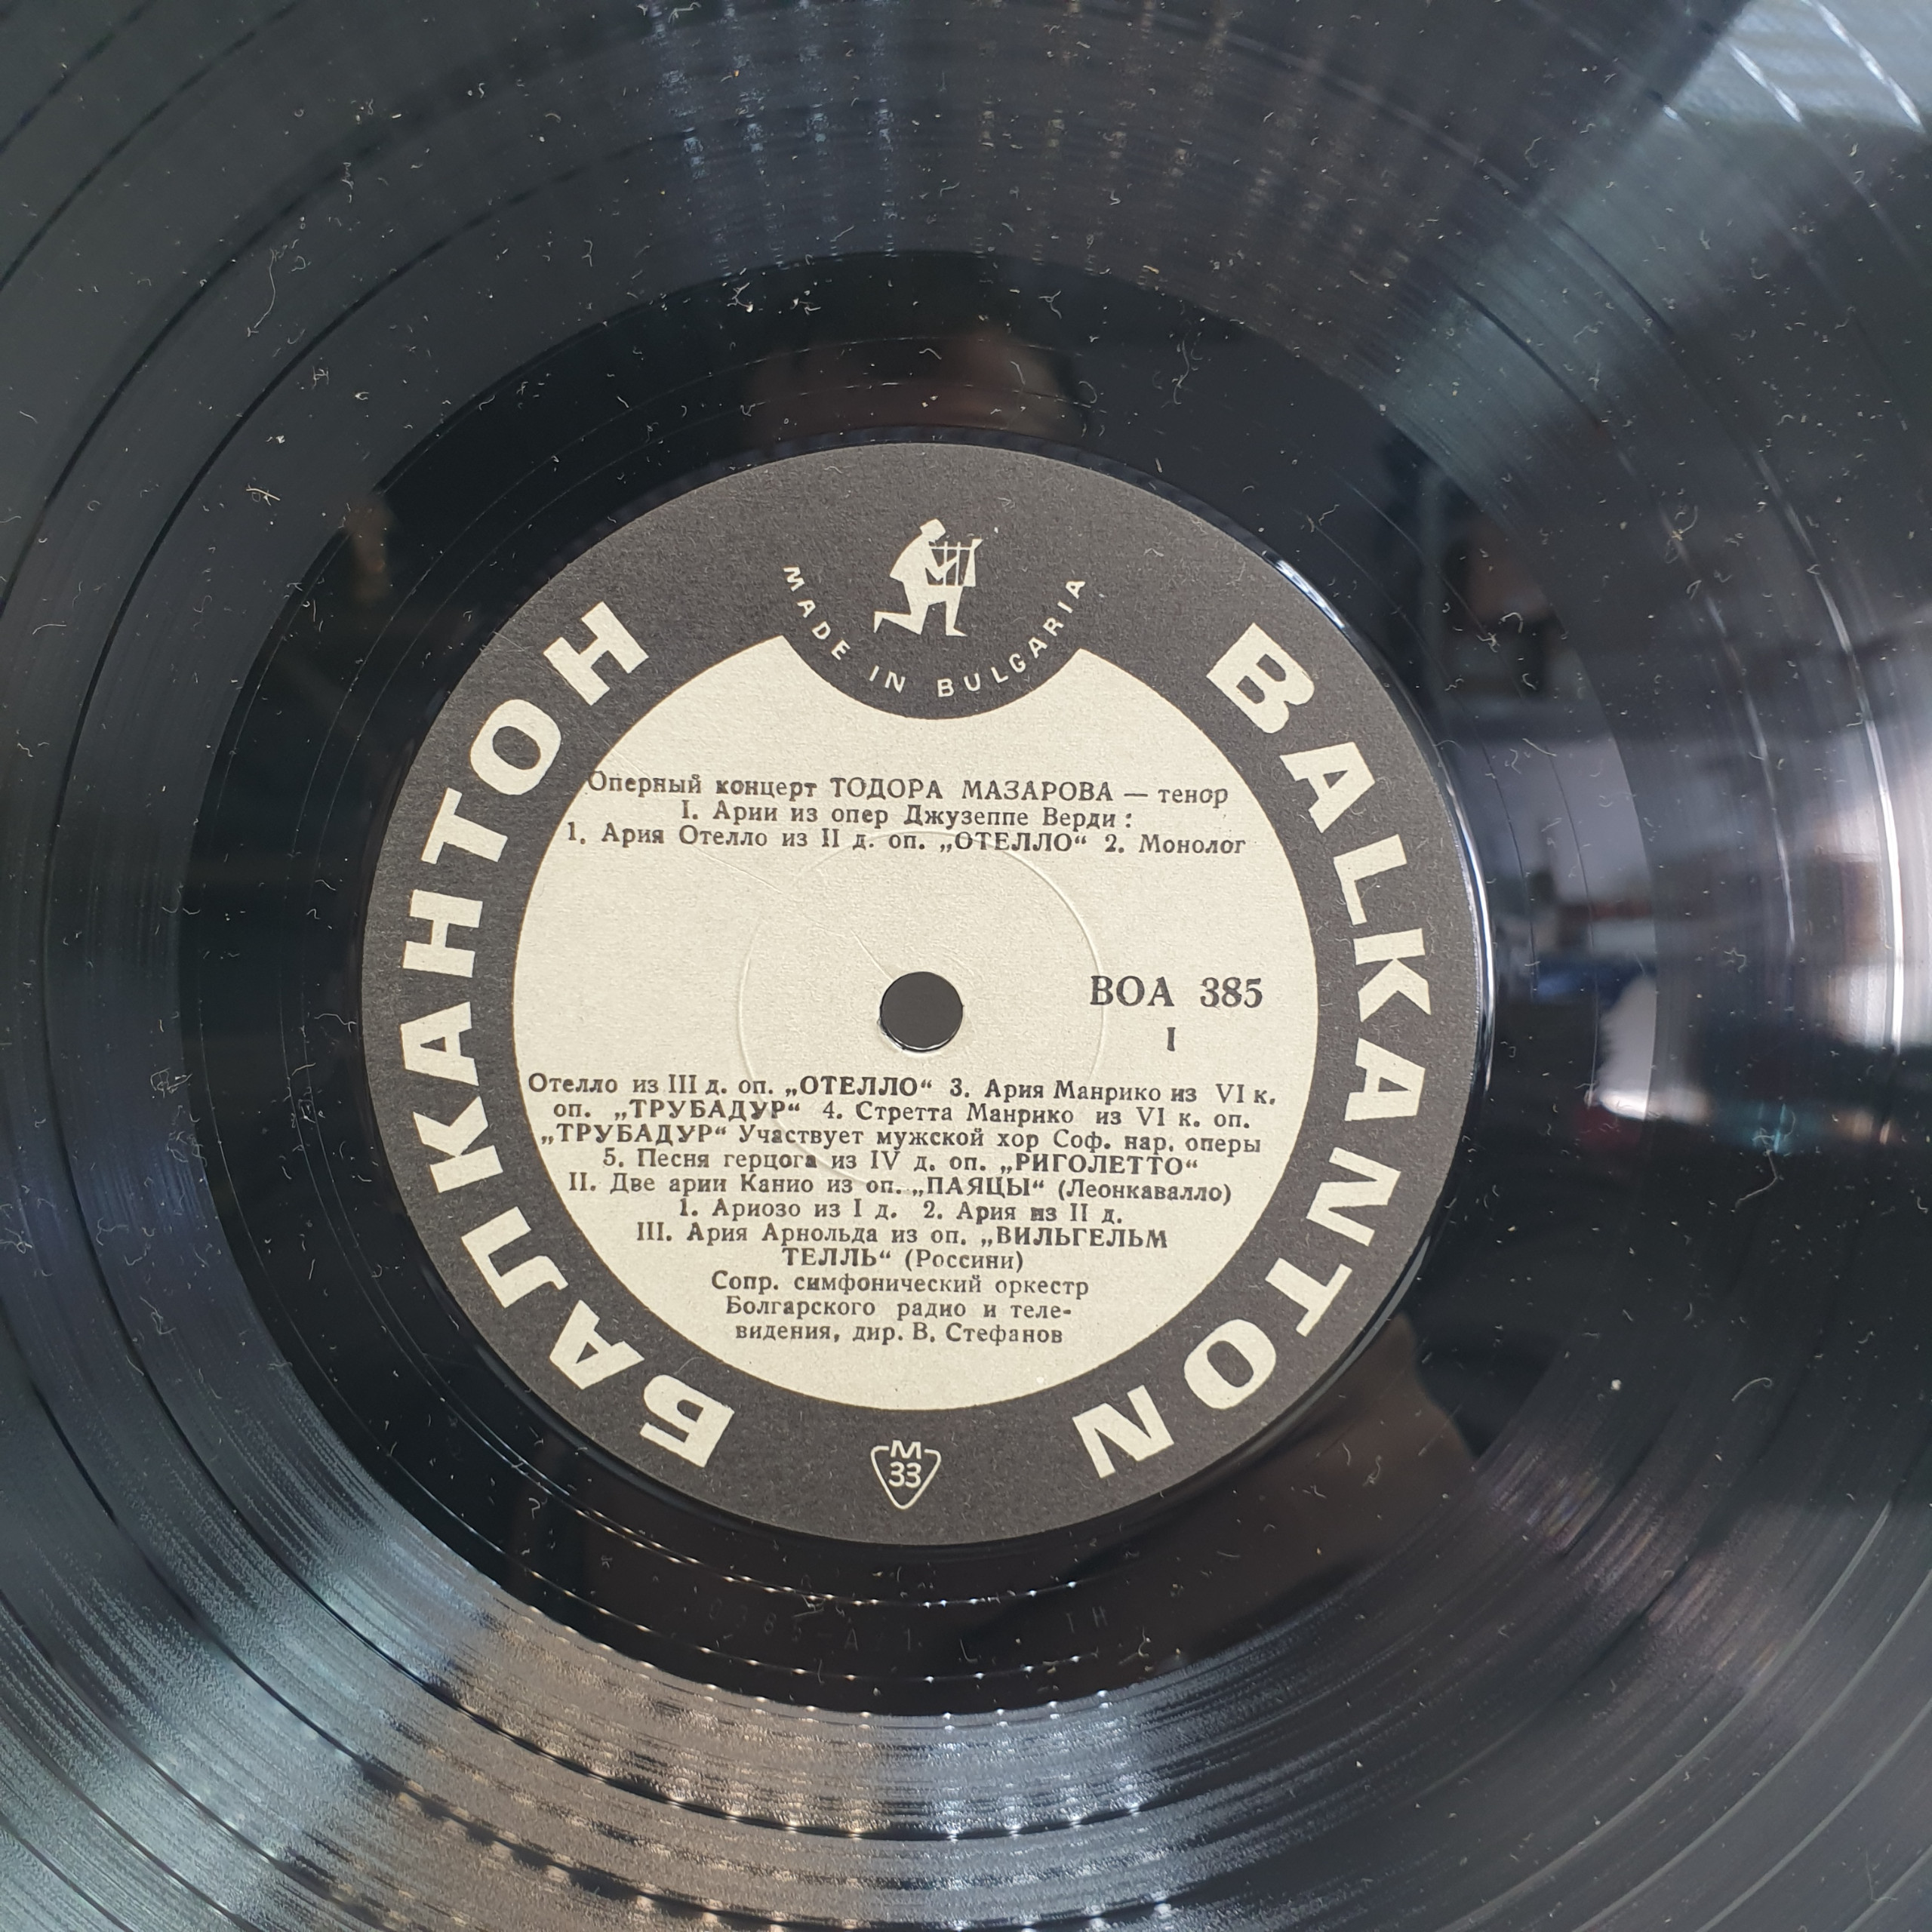 MADE IN BULGARIA
БАЛКАНТОН
BALKANTON
Оперный концерт ТОДОРА МАЗАРОВА — тенор
I. Арии из опер Джузеппе Верди :
1. Ария Отелло из II д. оп. „ОТЕЛЛО“ 2. Монолог
ВОА 385
I
Отелло из III д. оп. „ОТЕЛЛО“ 3. Ария Манрико из VI к.
оп. „ТРУБАДУР“ 4. Стретта Манрико из VI к. оп.
„ТРУБАДУР“ Участвует мужской хор Соф. нар. оперы
5. Песня герцога из IV д. оп. „РИГОЛЕТТО“
II. Две арии Канио из оп. „ПАЯЦЫ“ (Леонкавалло)
1. Ариозо из I д. 2. Ария из II д.
III. Ария Арнольда из оп. „ВИЛЬГЕЛЬМ
ТЕЛЛЬ“ (Россини)
Сопр. симфонический оркестр
Болгарского радио и теле-
видения, дир. В. Стефанов
M
33